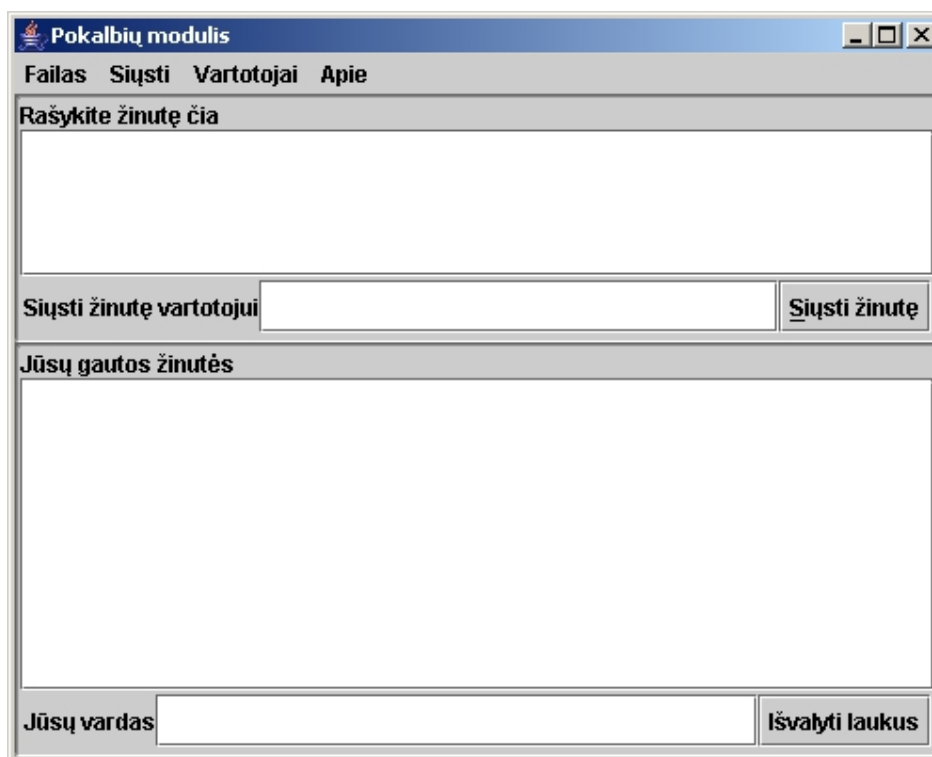 Pokalbių modulis
Failas Siųsti Vartotojai Apie
Rašykite žinutę čia
Siųsti žinutę vartotojui Siųsti žinutę
Jūsų gautos žinutės
Jūsų vardas Išvalyti laukus